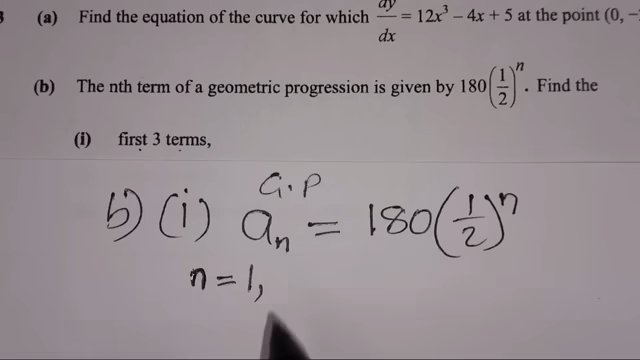 (a) Find the equation of the curve for which dy/dx = 12x³ – 4x + 5 at the point (0, –
(b) The nth term of a geometric progression is given by 180(1/2)ⁿ. Find the
(i) first 3 terms,
G.P
b) (i) aₙ = 180(1/2)ⁿ
n = 1,